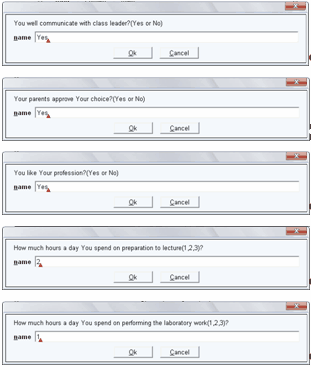 You well communicate with class leader?(Yes or No)
name Yes
Ok Cancel
Your parents approve Your choice?(Yes or No)
name Yes
Ok Cancel
You like Your profession?(Yes or No)
name Yes
Ok Cancel
How much hours a day You spend on preparation to lecture(1,2,3)?
name 2
Ok Cancel
How much hours a day You spend on performing the laboratory work(1,2,3)?
name 1
Ok Cancel